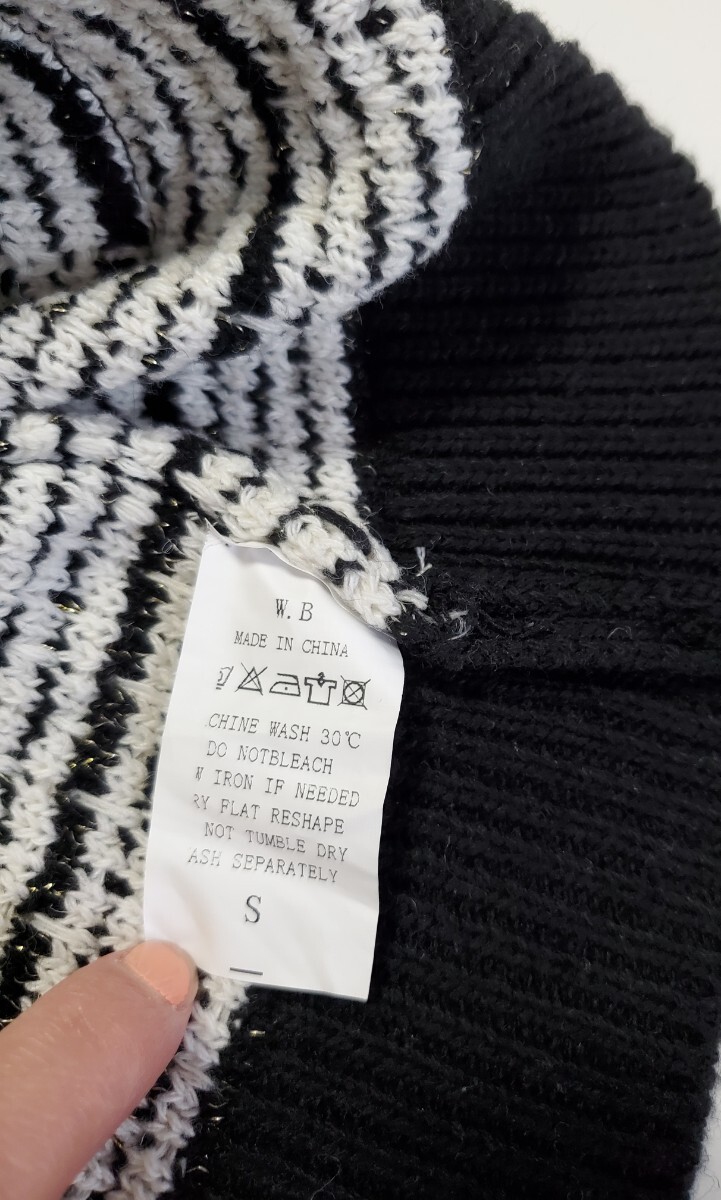 W.B
MADE IN CHINA
CHINE WASH 30℃
DO NOTBLEACH
W IRON IF NEEDED
RY FLAT RESHAPE
NOT TUMBLE DRY
ASH SEPARATELY
S